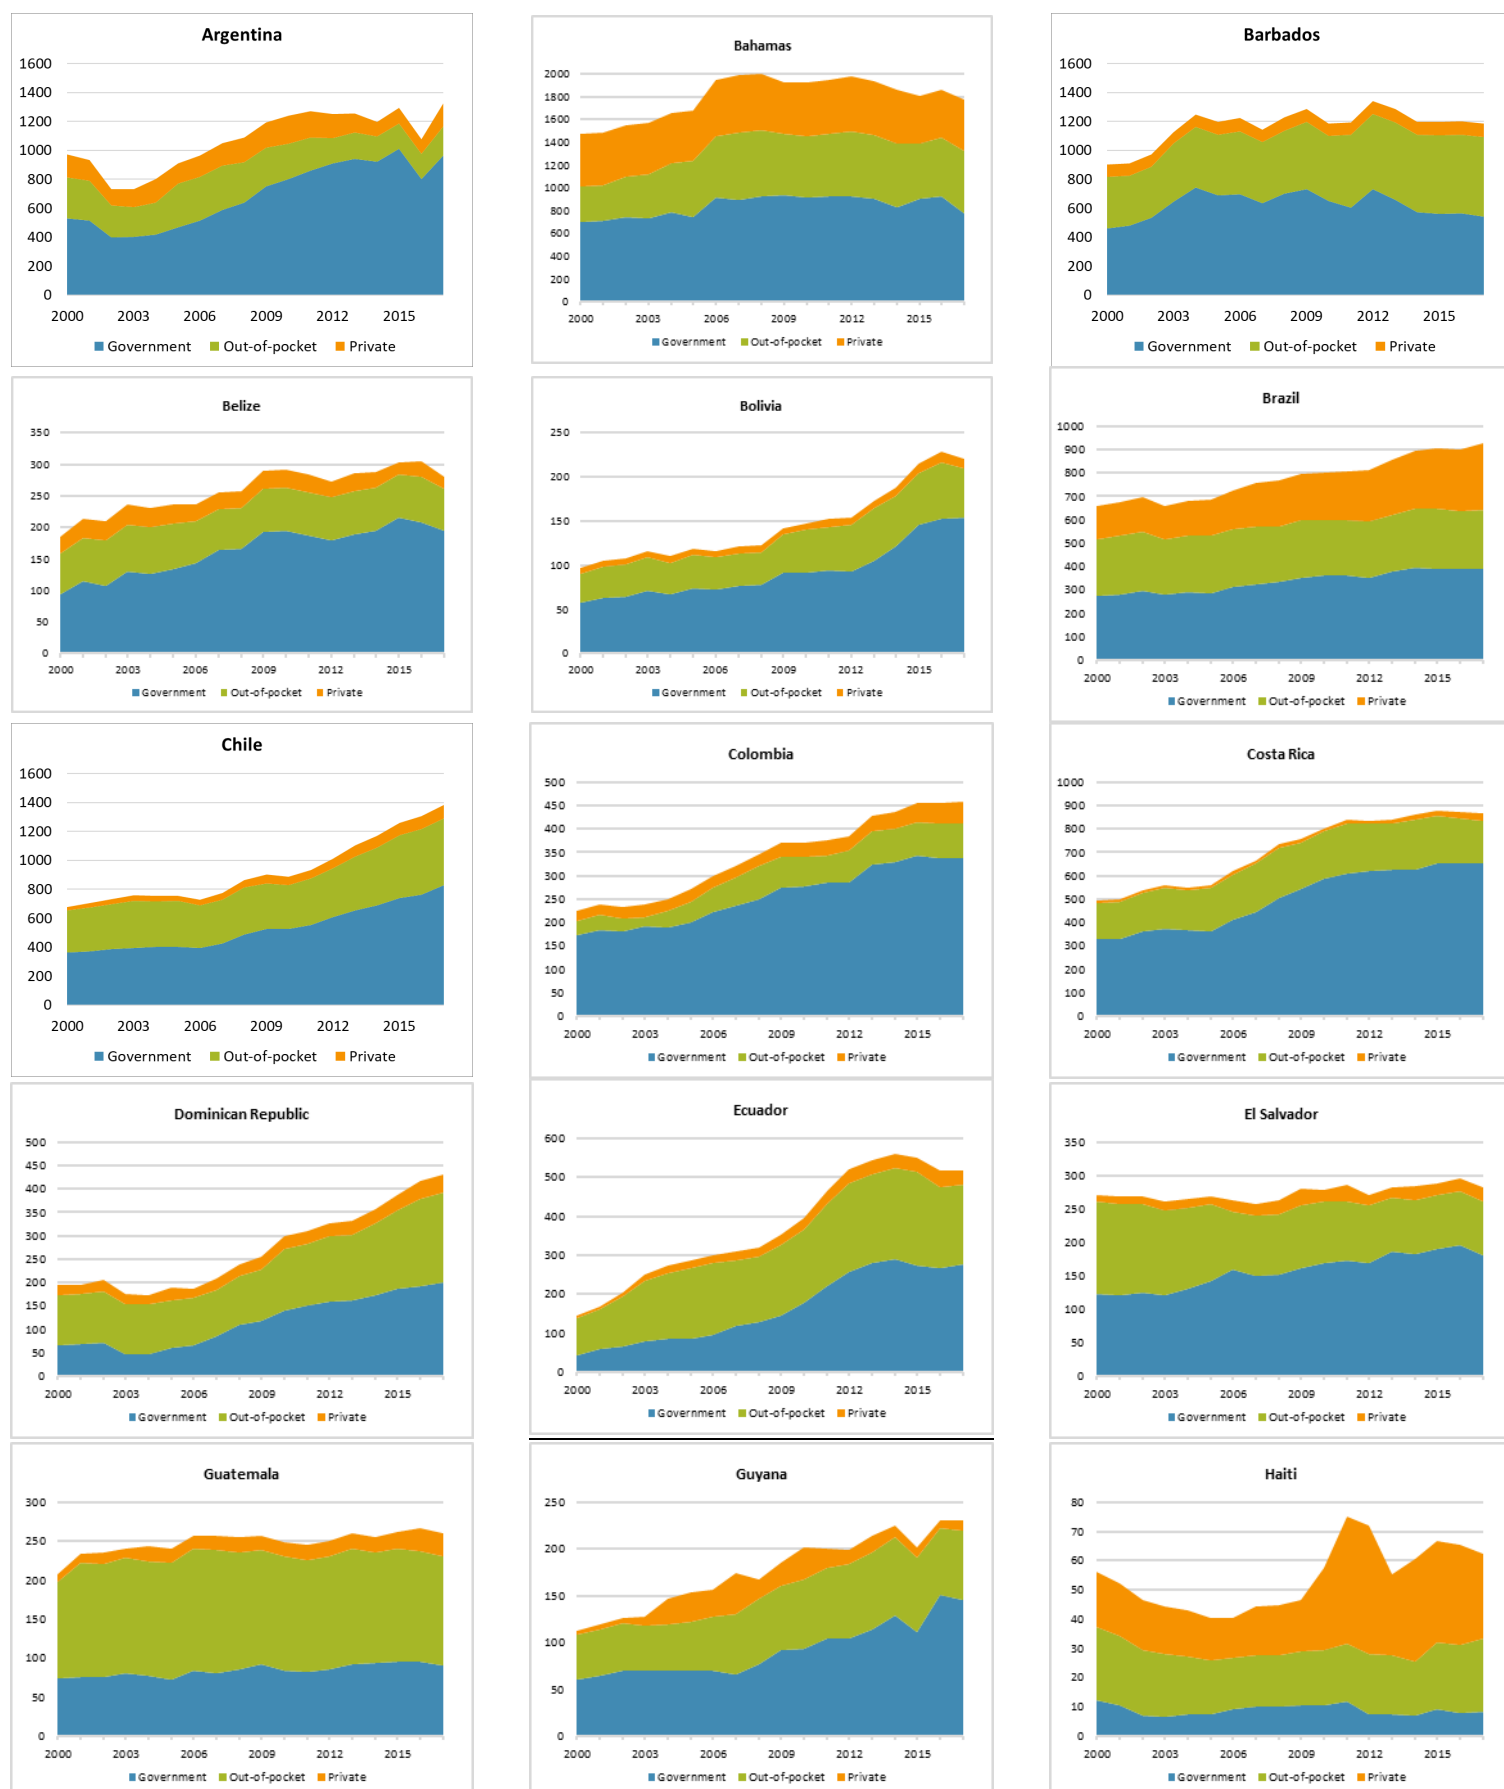 Argentina
1600
1400
1200
1000
800
600
400
200
0
2000 2003 2006 2009 2012 2015
Government Out-of-pocket Private
Bahamas
2000
1800
1600
1400
1200
1000
800
600
400
200
0
2000 2003 2006 2009 2012 2015
Government Out-of-pocket Private
Barbados
1600
1400
1200
1000
800
600
400
200
0
2000 2003 2006 2009 2012 2015
Government Out-of-pocket Private
Belize
350
300
250
200
150
100
50
0
2000 2003 2006 2009 2012 2015
Government Out-of-pocket Private
Bolivia
250
200
150
100
50
0
2000 2003 2006 2009 2012 2015
Government Out-of-pocket Private
Brazil
1000
900
800
700
600
500
400
300
200
100
0
2000 2003 2006 2009 2012 2015
Government Out-of-pocket Private
Chile
1600
1400
1200
1000
800
600
400
200
0
2000 2003 2006 2009 2012 2015
Government Out-of-pocket Private
Colombia
500
450
400
350
300
250
200
150
100
50
0
2000 2003 2006 2009 2012 2015
Government Out-of-pocket Private
Costa Rica
1000
900
800
700
600
500
400
300
200
100
0
2000 2003 2006 2009 2012 2015
Government Out-of-pocket Private
Dominican Republic
500
450
400
350
300
250
200
150
100
50
0
2000 2003 2006 2009 2012 2015
Government Out-of-pocket Private
Ecuador
600
500
400
300
200
100
0
2000 2003 2006 2009 2012 2015
Government Out-of-pocket Private
El Salvador
350
300
250
200
150
100
50
0
2000 2003 2006 2009 2012 2015
Government Out-of-pocket Private
Guatemala
300
250
200
150
100
50
0
2000 2003 2006 2009 2012 2015
Government Out-of-pocket Private
Guyana
250
200
150
100
50
0
2000 2003 2006 2009 2012 2015
Government Out-of-pocket Private
Haiti
80
70
60
50
40
30
20
10
0
2000 2003 2006 2009 2012 2015
Government Out-of-pocket Private